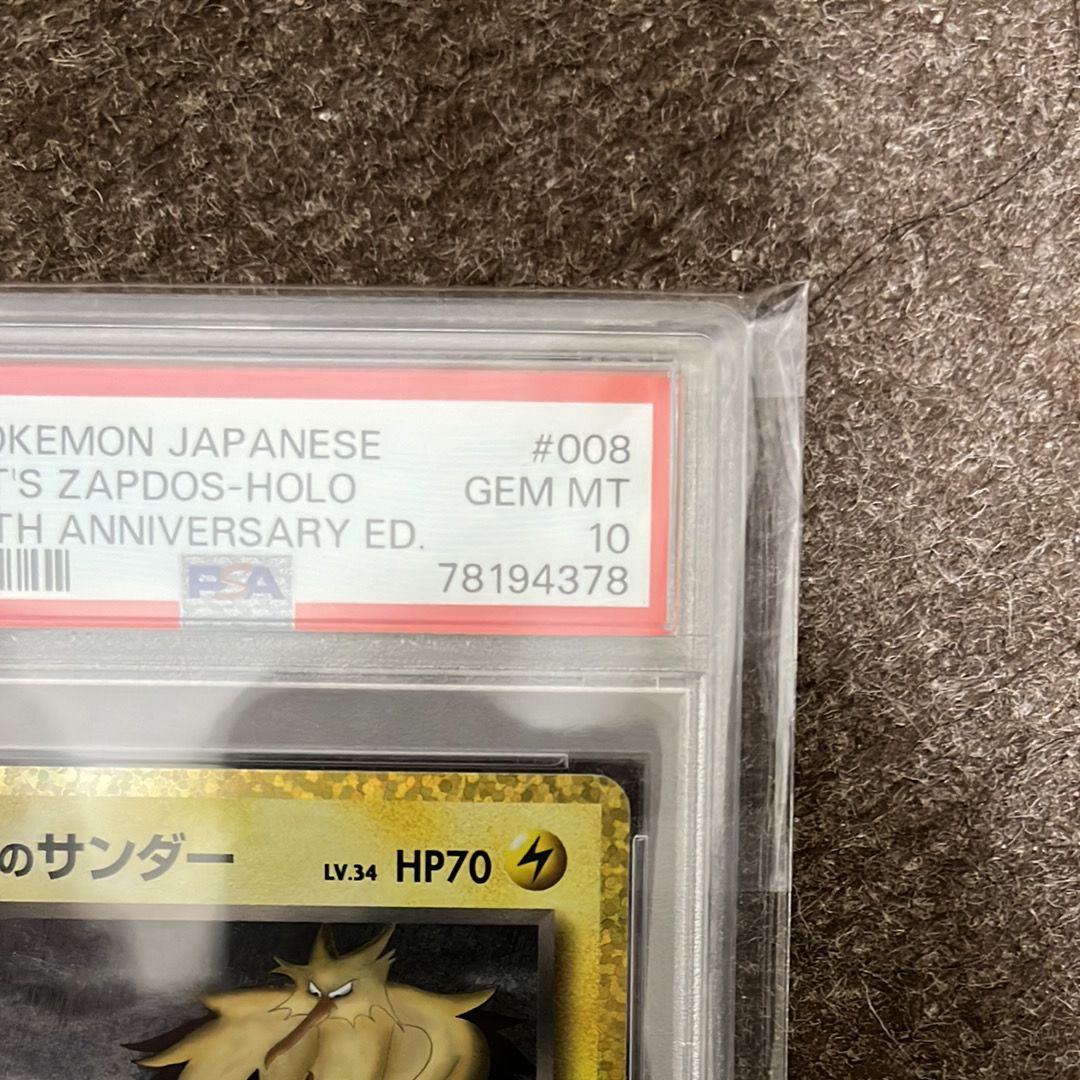 OKEMON JAPANESE #008
T'S ZAPDOS-HOLO GEM MT
TH ANNIVERSARY ED. 10
PSA 78194378
のサンダー LV.34 HP70